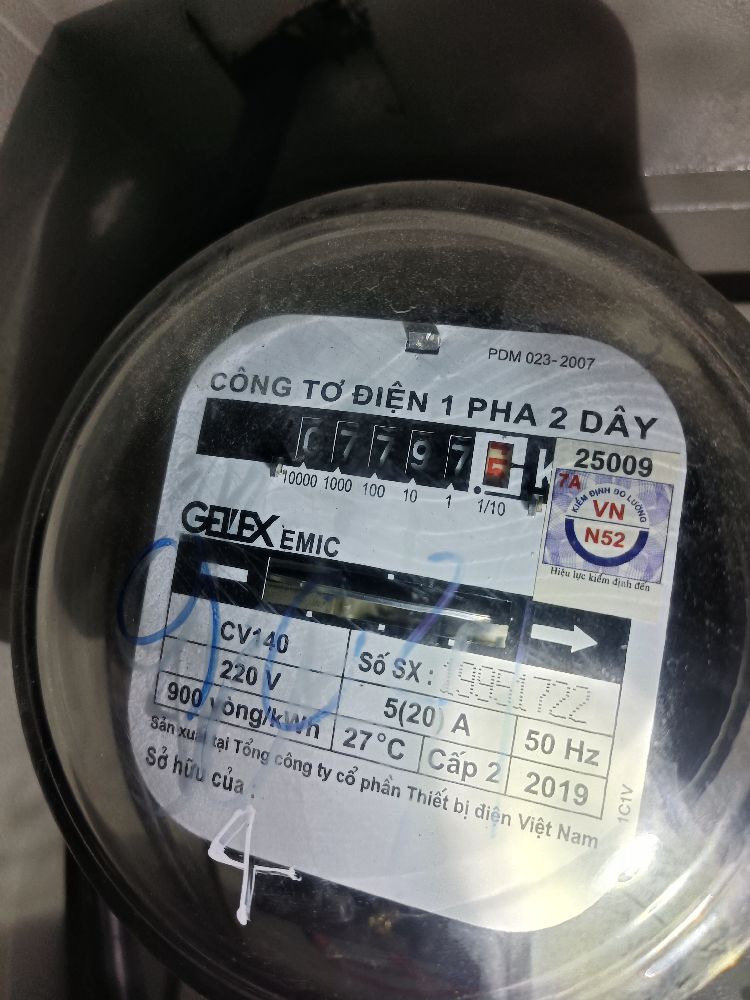 PDM 023-2007
CÔNG TƠ ĐIỆN 1 PHA 2 DÂY
0 7 7 9 7 5 K
10000 1000 100 10 1 1/10
25009
7A
KIỂM ĐỊNH ĐO LƯỜNG
VN
N52
Hiệu lực kiểm định đến
GELEX EMIC
CV140
Số SX : 19951722
220 V
5(20) A
50 Hz
900 vòng/kWh
27°C
Cấp 2
2019
Sản xuất tại Tổng công ty cổ phần Thiết bị điện Việt Nam
Sở hữu của :
1C1V
4